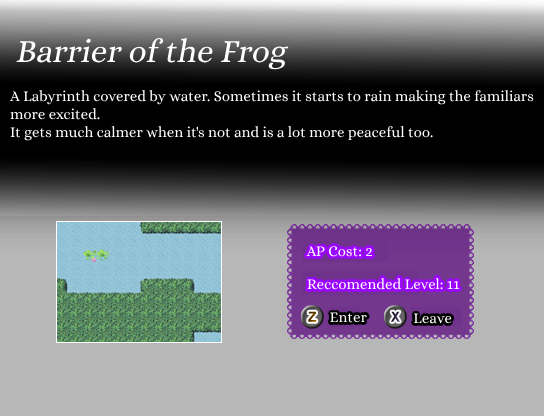 Barrier of the Frog
A Labyrinth covered by water. Sometimes it starts to rain making the familiars
more excited.
It gets much calmer when it's not and is a lot more peaceful too.
AP Cost: 2
Reccomended Level: 11
Z Enter X Leave